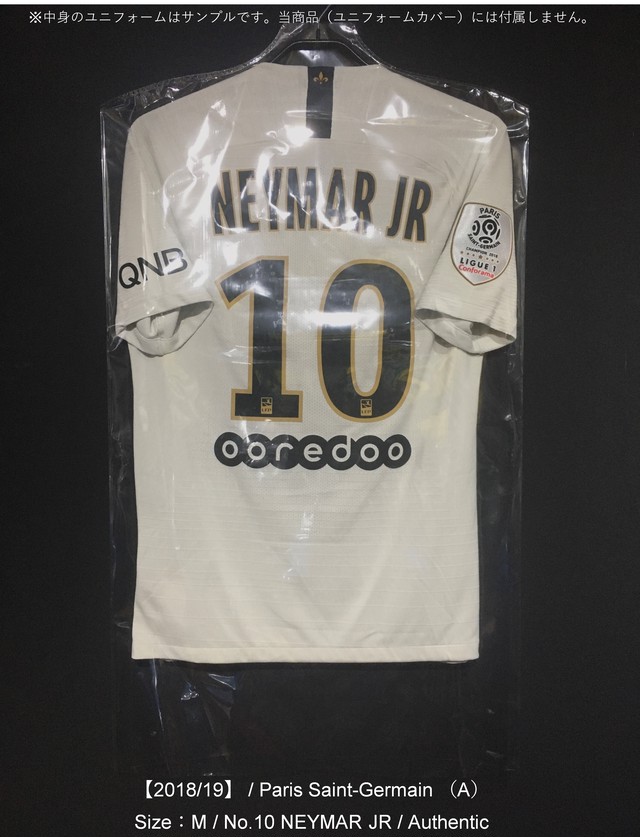 ※中身のユニフォームはサンプルです。当商品（ユニフォームカバー）には付属しません。
NEYMAR JR
QNB
PARIS
SAINT-GERMAIN
CHAMPION 2018
LIGUE 1
Conforama
10
ooredoo
【2018/19】 / Paris Saint-Germain （A）
Size：M / No.10 NEYMAR JR / Authentic